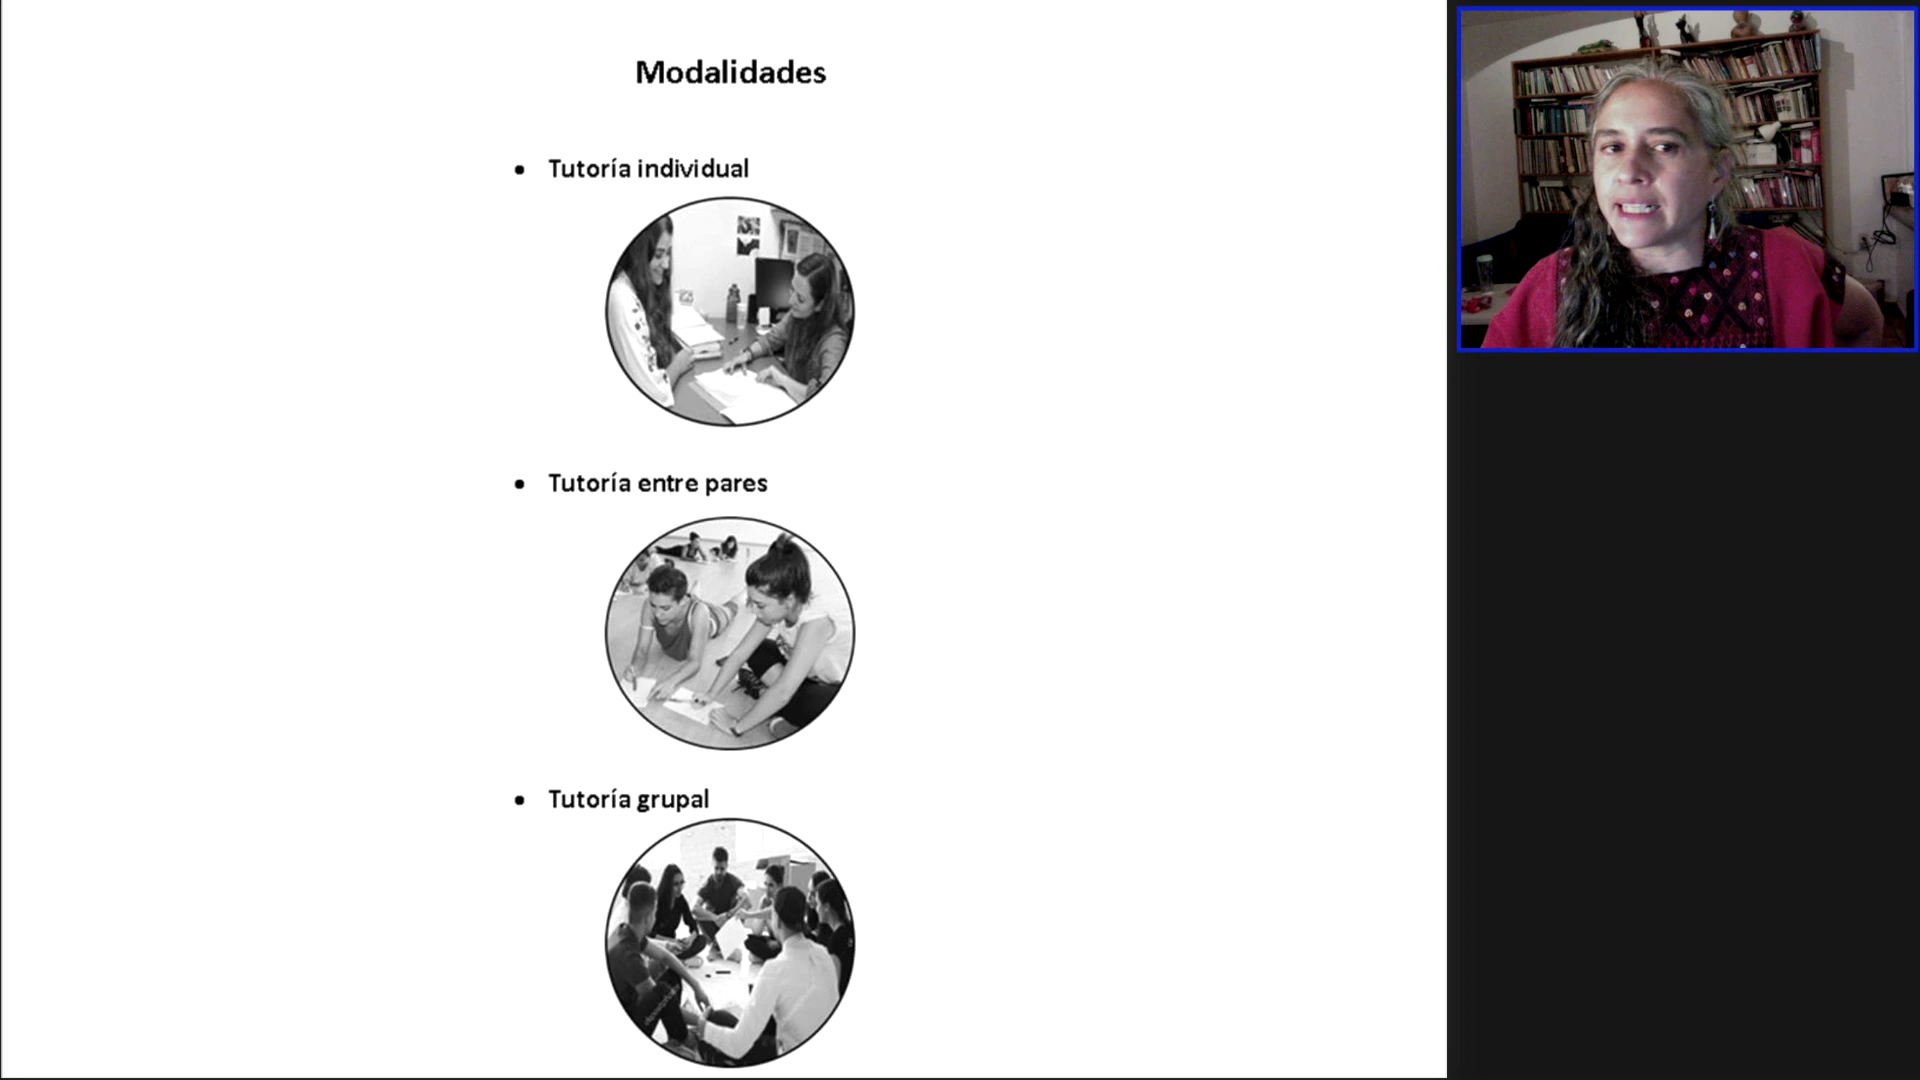 Modalidades
• Tutoría individual
• Tutoría entre pares
• Tutoría grupal